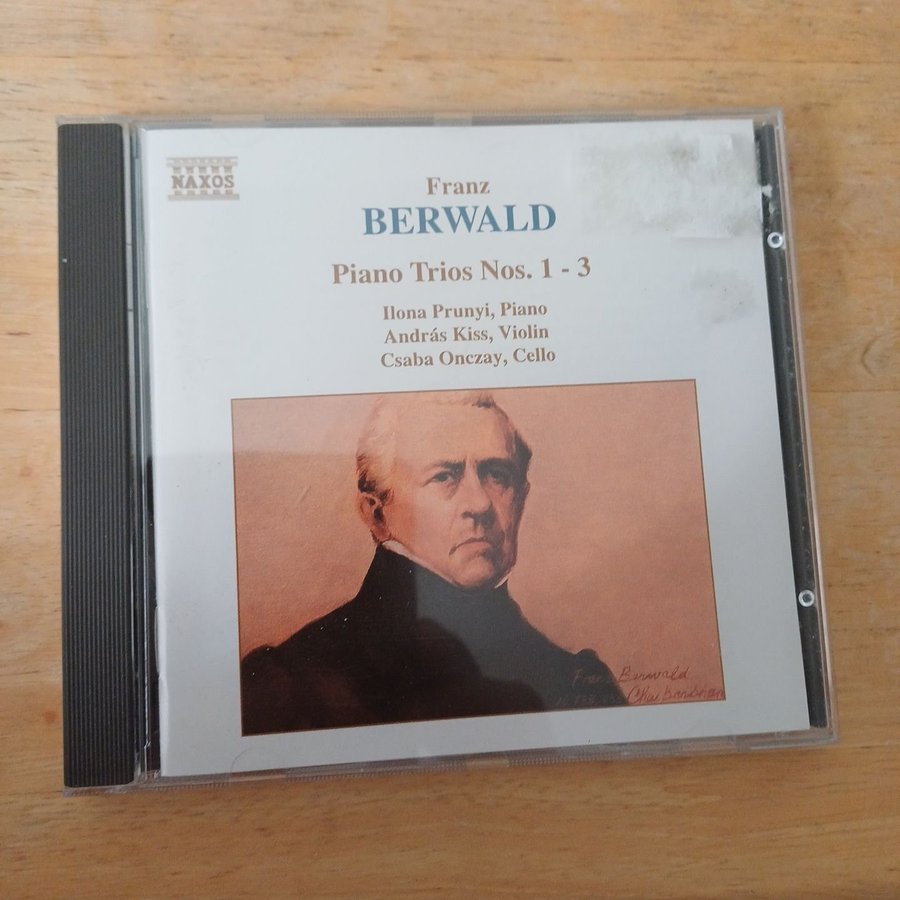 NAXOS
Franz
BERWALD
Piano Trios Nos. 1 - 3
Ilona Prunyi, Piano
András Kiss, Violin
Csaba Onczay, Cello
Franz Berwald